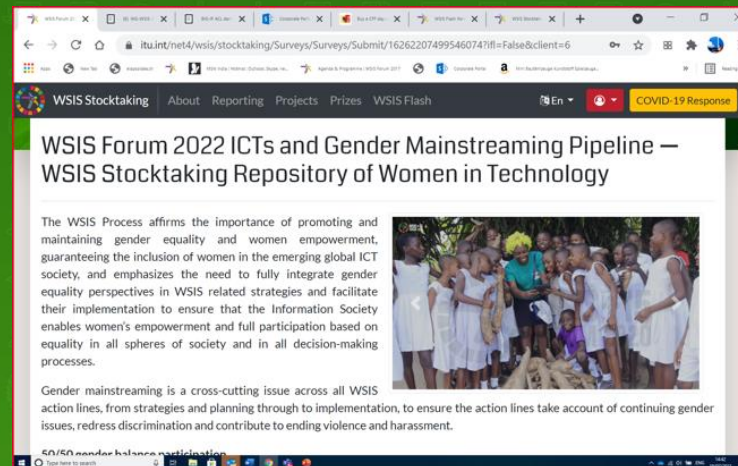 WSIS Forum 2
itu.int/net4/wsis/stocktaking/Surveys/Surveys/Submit/16262207499546074?ifl=False&client=6
Apps
WSIS Stocktaking About Reporting Projects Prizes WSIS Flash En COVID-19 Response
WSIS Forum 2022 ICTs and Gender Mainstreaming Pipeline —
WSIS Stocktaking Repository of Women in Technology
The WSIS Process affirms the importance of promoting and
maintaining gender equality and women empowerment,
guaranteeing the inclusion of women in the emerging global ICT
society, and emphasizes the need to fully integrate gender
equality perspectives in WSIS related strategies and facilitate
their implementation to ensure that the Information Society
enables women's empowerment and full participation based on
equality in all spheres of society and in all decision-making
processes.
Gender mainstreaming is a cross-cutting issue across all WSIS
action lines, from strategies and planning through to implementation, to ensure the action lines take account of continuing gender
issues, redress discrimination and contribute to ending violence and harassment.
50/50 gender balance participation
Type here to search